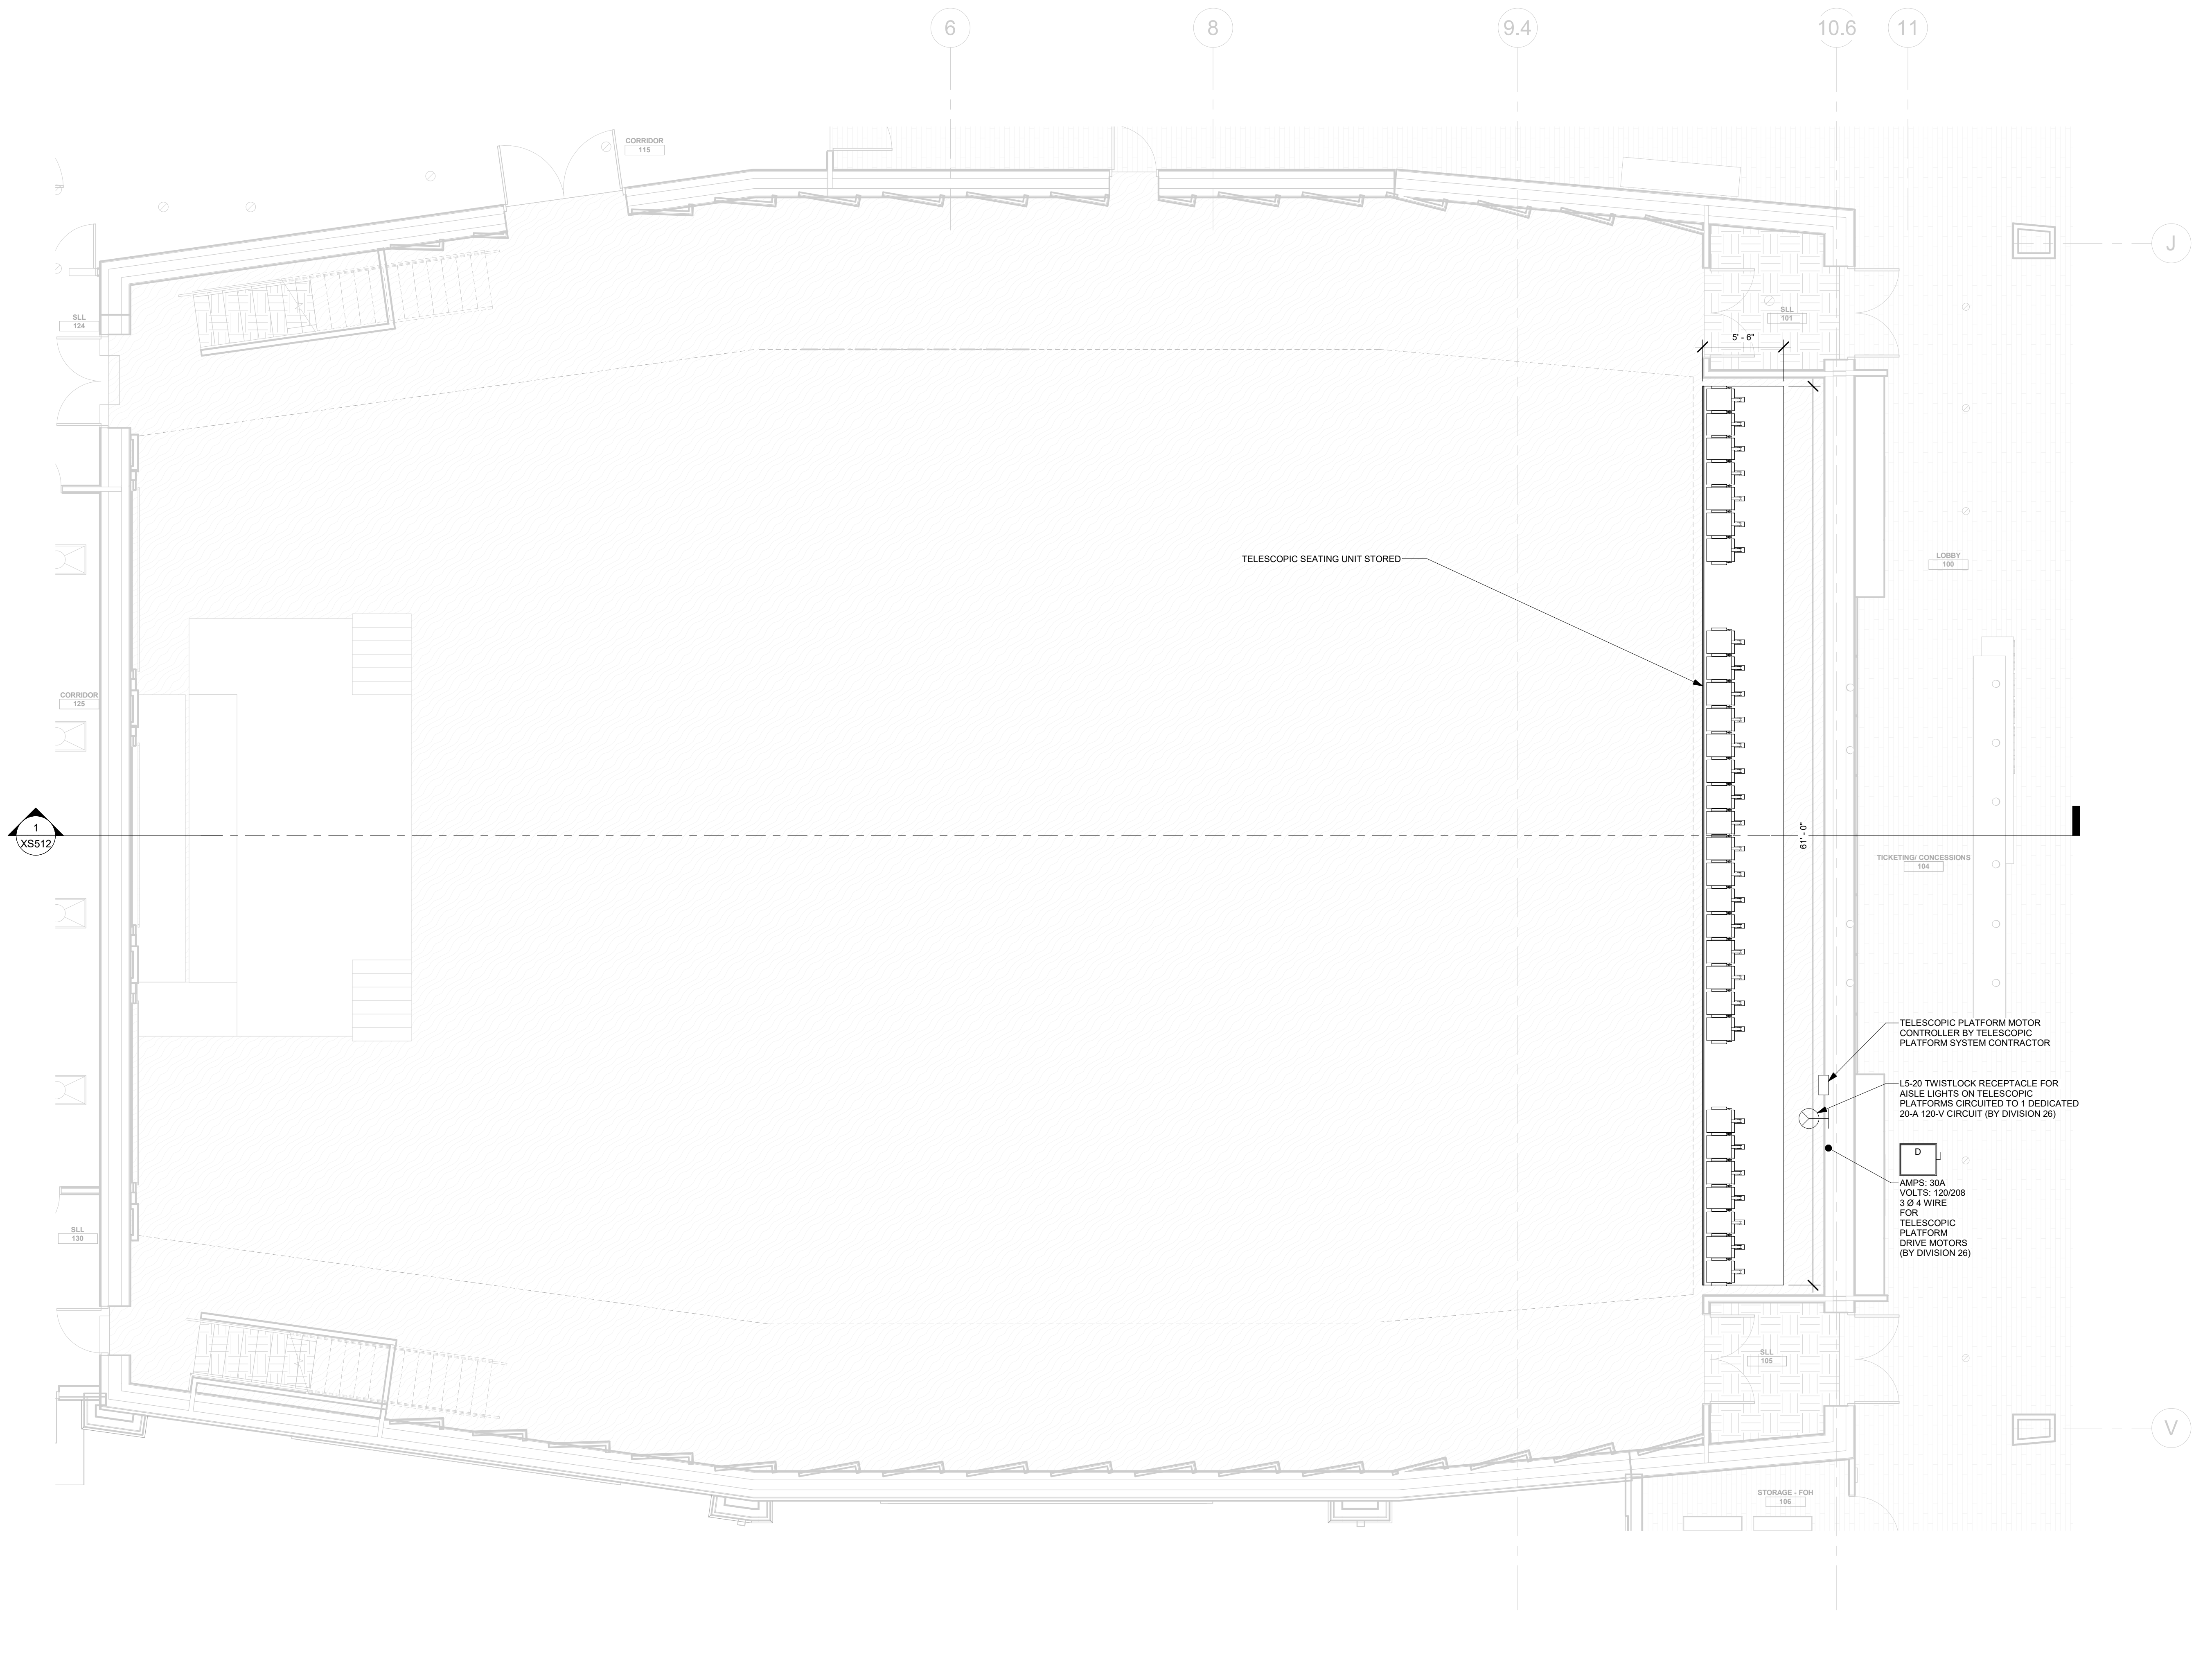 6
8
9.4
10.6
11
CORRIDOR
115
J
SLL
124
SLL
101
5' - 6"
TELESCOPIC SEATING UNIT STORED
LOBBY
100
CORRIDOR
125
1
XS512
61' - 0"
TICKETING/ CONCESSIONS
104
TELESCOPIC PLATFORM MOTOR
CONTROLLER BY TELESCOPIC
PLATFORM SYSTEM CONTRACTOR
L5-20 TWISTLOCK RECEPTACLE FOR
AISLE LIGHTS ON TELESCOPIC
PLATFORMS CIRCUITED TO 1 DEDICATED
20-A 120-V CIRCUIT (BY DIVISION 26)
D
AMPS: 30A
VOLTS: 120/208
3 Ø 4 WIRE
FOR
TELESCOPIC
PLATFORM
DRIVE MOTORS
(BY DIVISION 26)
SLL
130
SLL
105
V
STORAGE - FOH
106